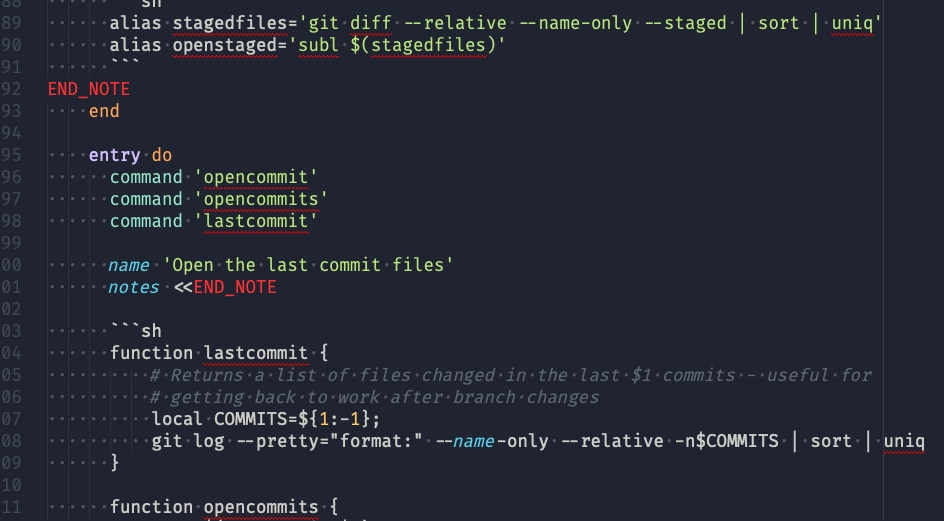 88 ```sh
89 alias stagedfiles='git diff --relative --name-only --staged | sort | uniq'
90 alias openstaged='subl $(stagedfiles)'
91 ```
92 END_NOTE
93 end
94
95 entry do
96 command 'opencommit'
97 command 'opencommits'
98 command 'lastcommit'
99
00 name 'Open the last commit files'
01 notes <<END_NOTE
02
03 ```sh
04 function lastcommit {
05 # Returns a list of files changed in the last $1 commits - useful for
06 # getting back to work after branch changes
07 local COMMITS=${1:-1};
08 git log --pretty="format:" --name-only --relative -n$COMMITS | sort | uniq
09 }
10
11 function opencommits {